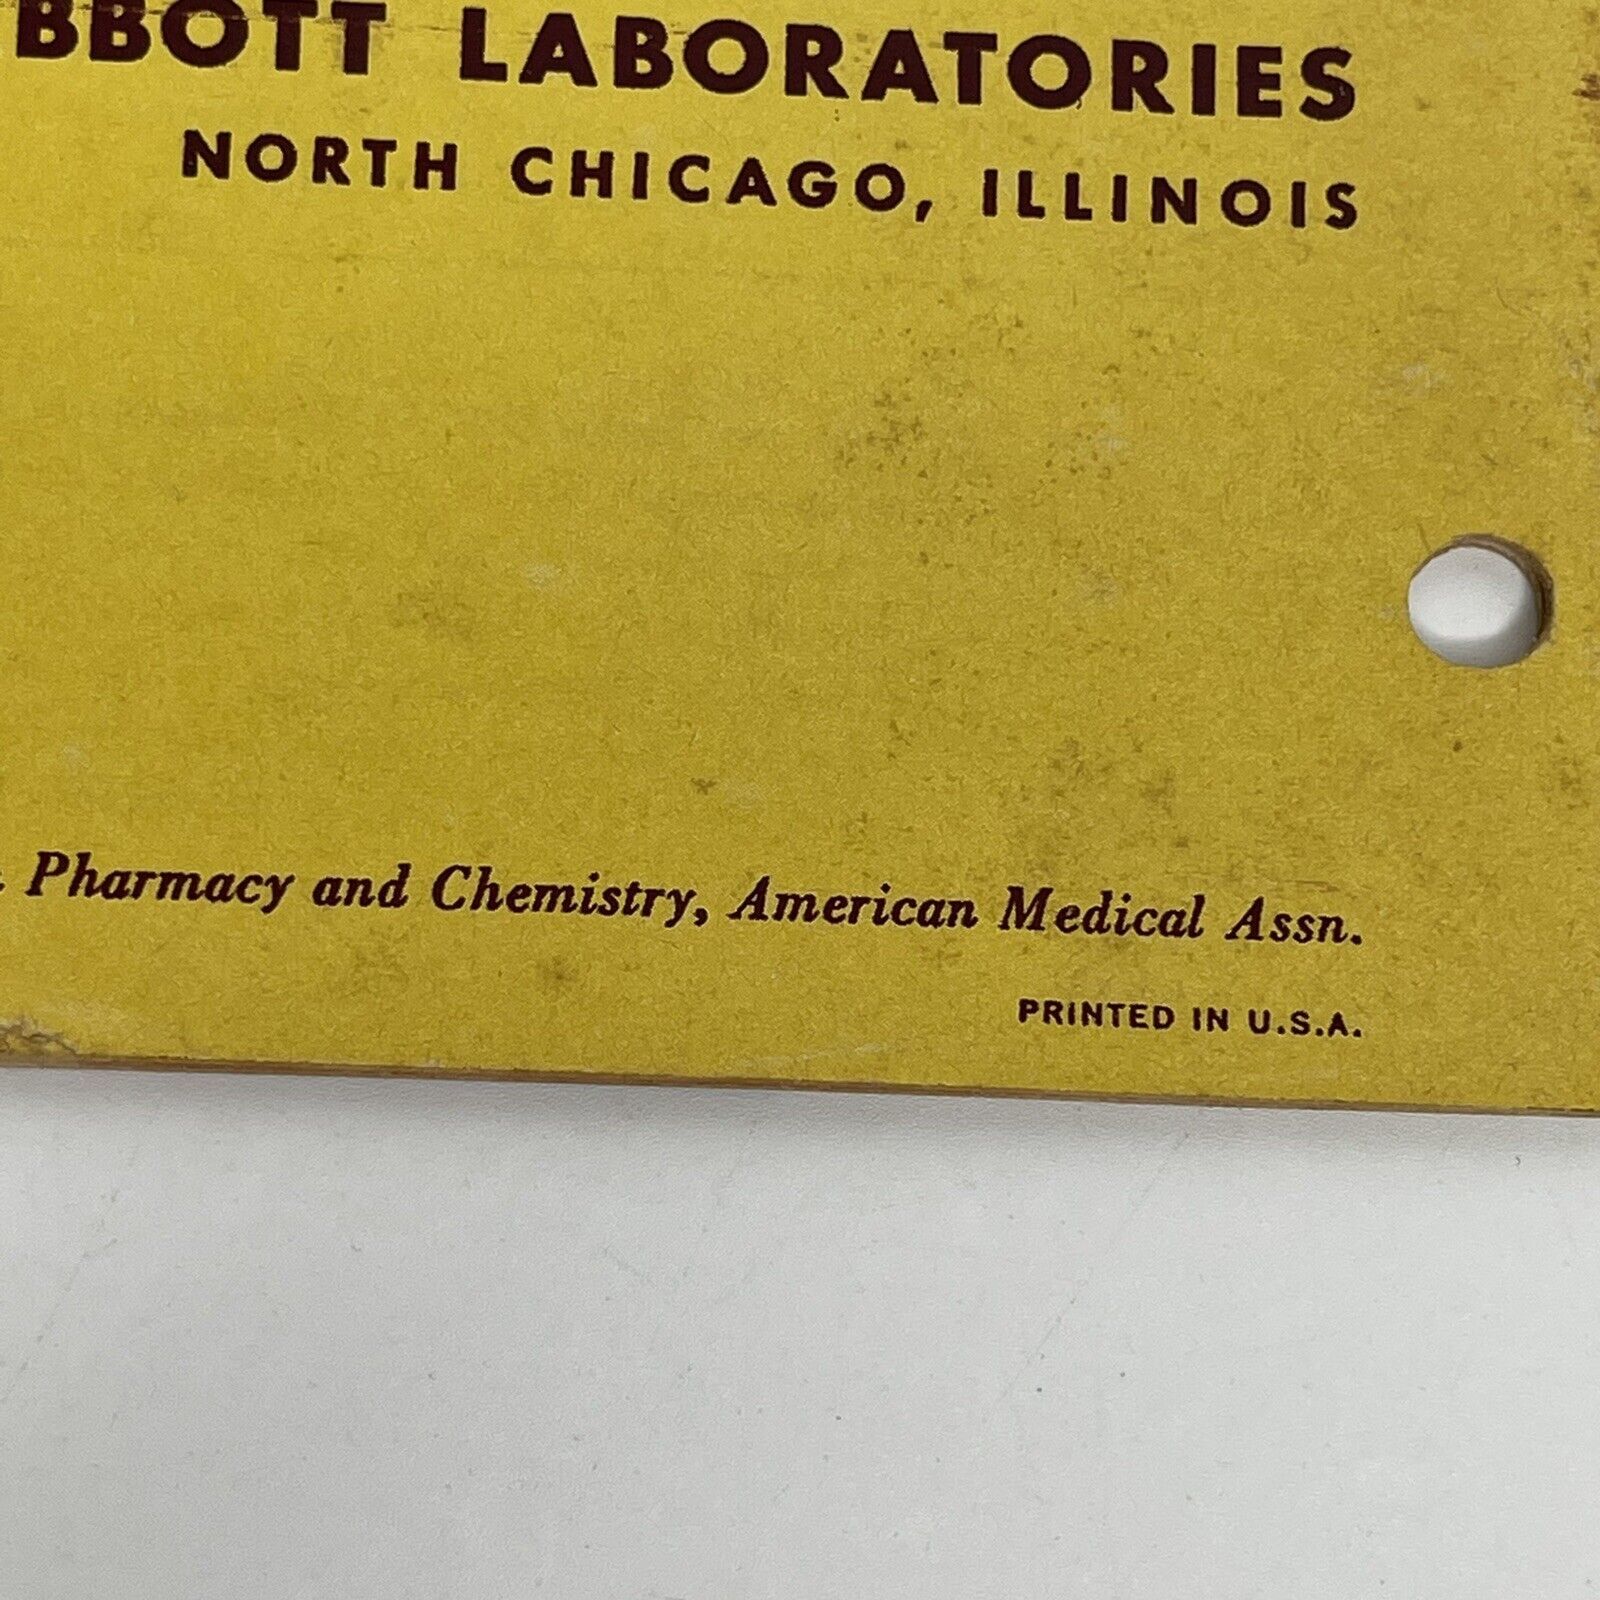 BBOTT LABORATORIES
NORTH CHICAGO, ILLINOIS
Pharmacy and Chemistry, American Medical Assn.
PRINTED IN U.S.A.